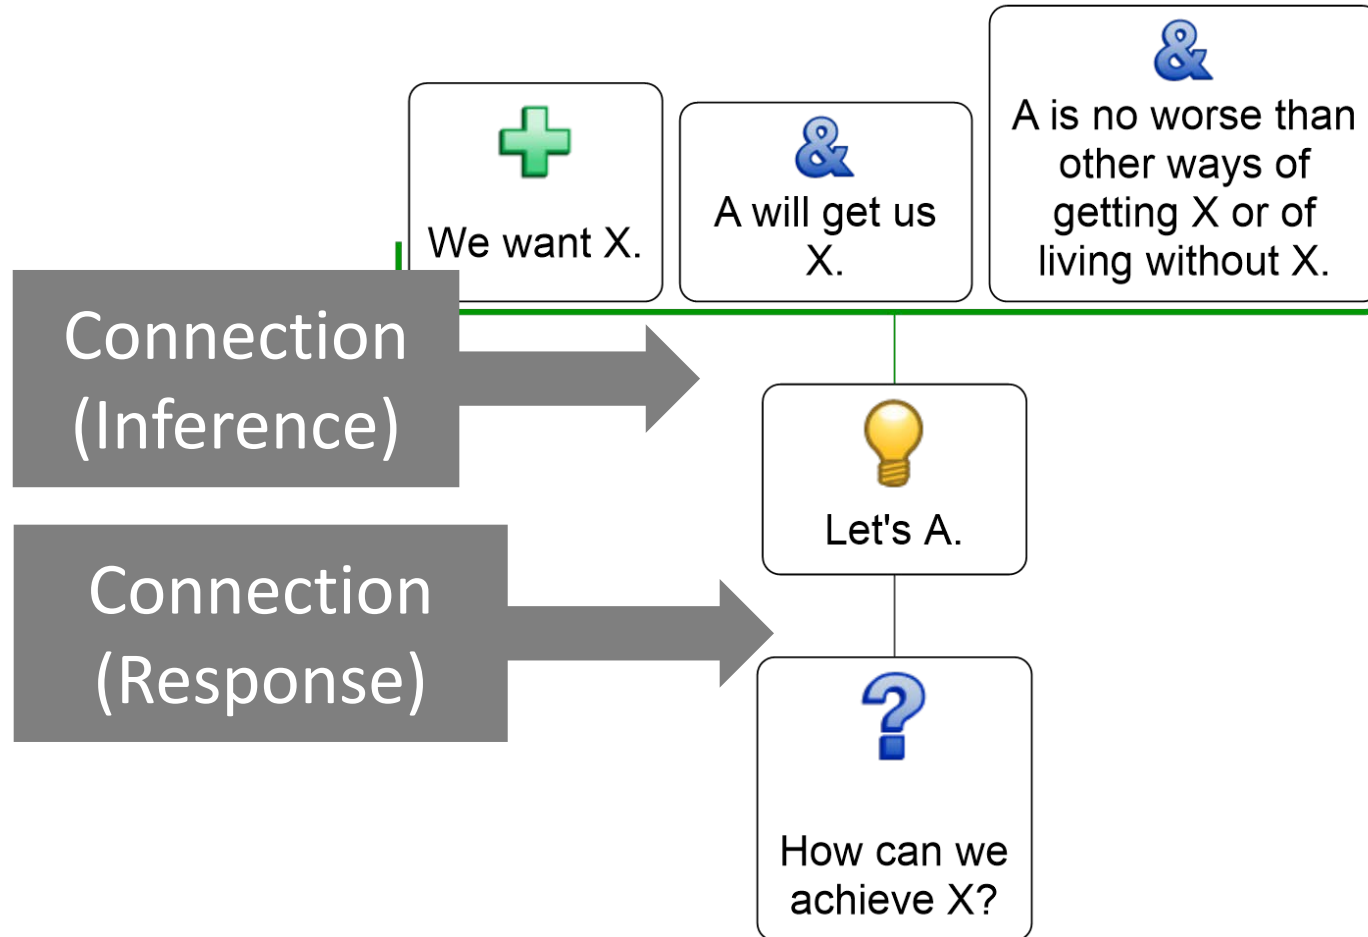 &
A is no worse than
other ways of
getting X or of
living without X.
&
A will get us
X.
We want X.
Connection
(Inference)
Let's A.
Connection
(Response)
?
How can we
achieve X?